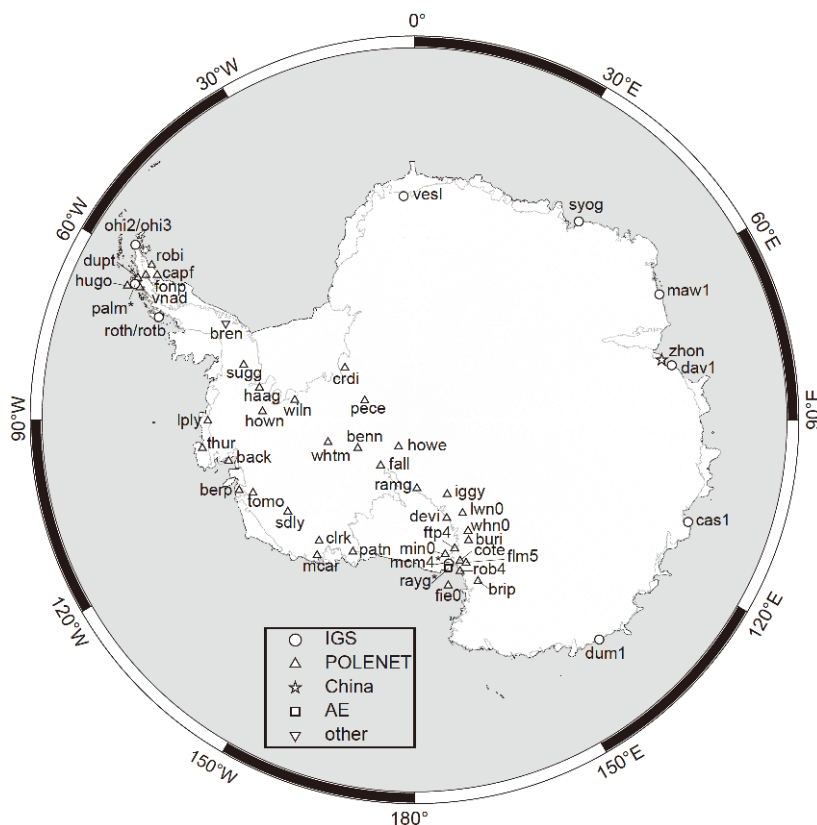 0°
30°W
30°E
60°W
60°E
vesl
syog
ohi2/ohi3
robi
dupt
capf
hugo
fonp
vnad
palm*
maw1
roth/rotb
bren
zhon
dav1
sugg
crdi
haag
wiln
pece
hown
90°W
90°E
lply
thur
benn
howe
whtm
back
fall
ramg
berp
tomo
iggy
sdly
lwn0
devi
cas1
whn0
ftp4
buri
clrk
patn
min0
cote
flm5
mcar
mcm4
rob4
rayg*
brip
fie0
120°W
120°E
dum1
IGS
POLENET
China
AE
other
150°W
150°E
180°